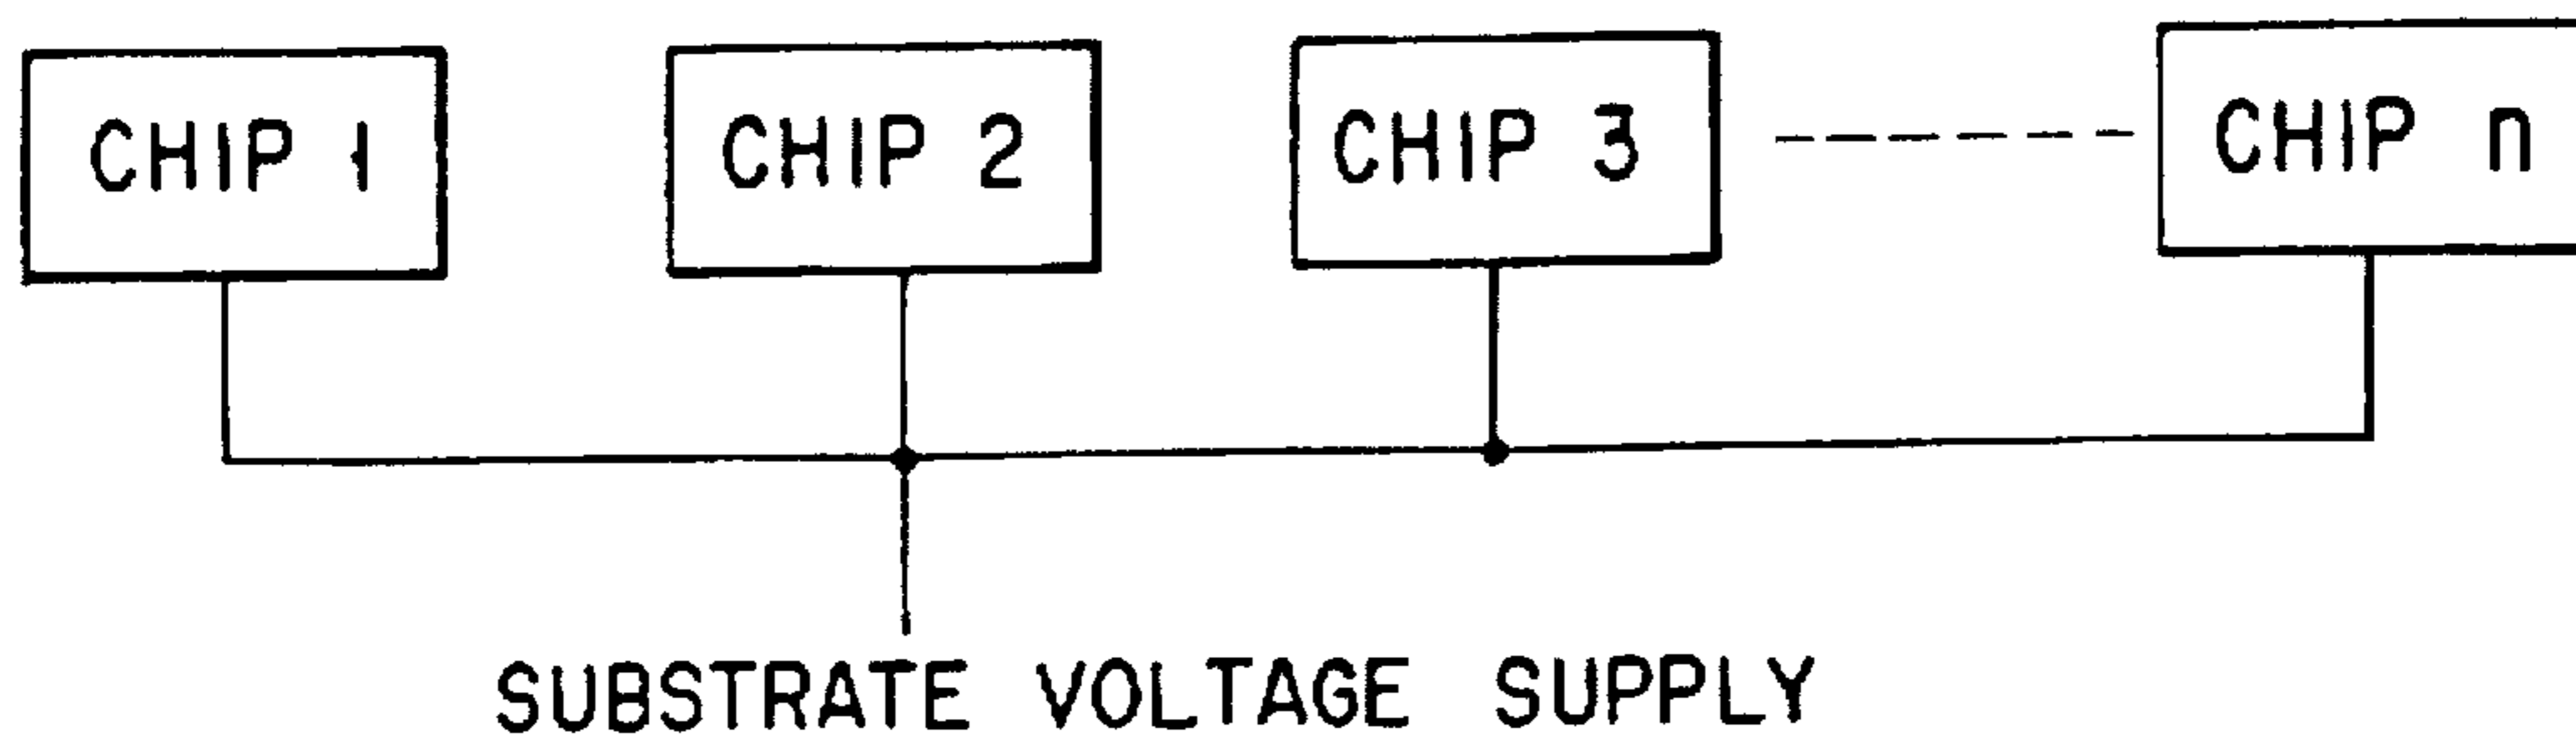 CHIP 1
CHIP 2
CHIP 3
CHIP n
SUBSTRATE VOLTAGE SUPPLY